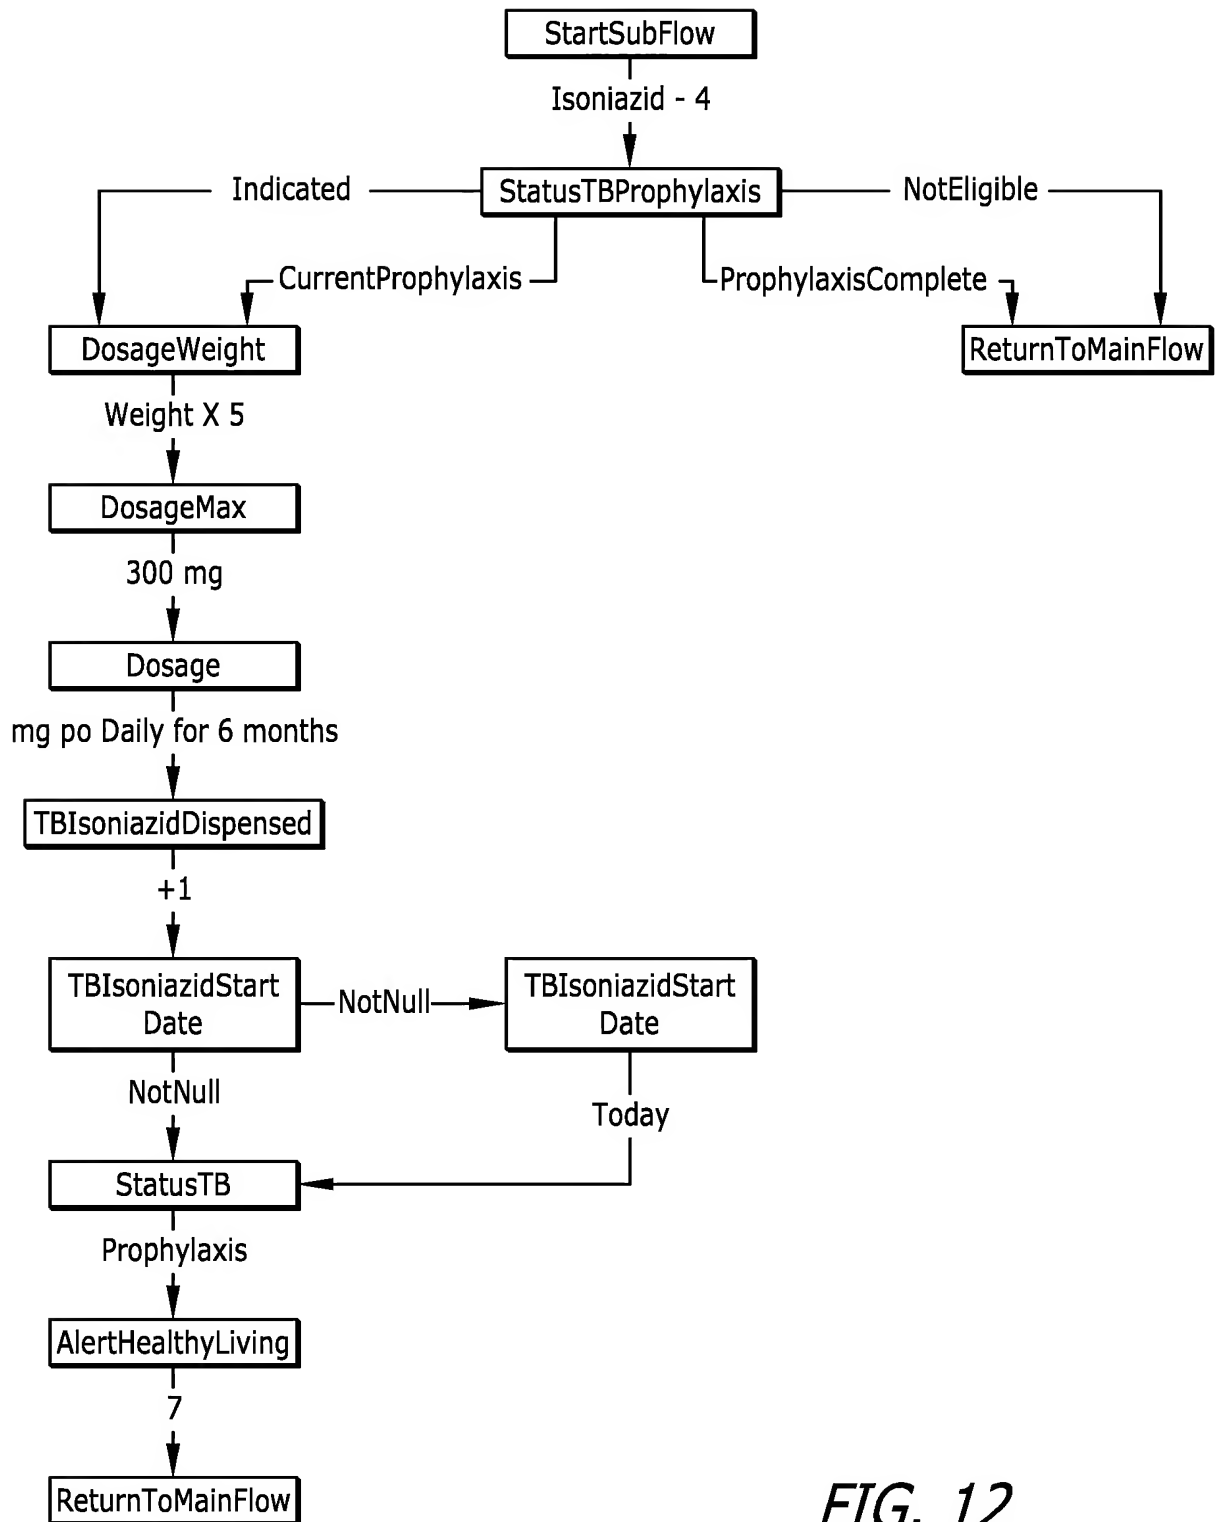 StartSubFlow
Isoniazid - 4
Indicated
StatusTBProphylaxis
NotEligible
CurrentProphylaxis
ProphylaxisComplete
DosageWeight
ReturnToMainFlow
Weight X 5
DosageMax
300 mg
Dosage
mg po Daily for 6 months
TBIsoniazidDispensed
+1
TBIsoniazidStart
Date
NotNull
TBIsoniazidStart
Date
NotNull
Today
StatusTB
Prophylaxis
AlertHealthyLiving
7
ReturnToMainFlow
FIG. 12